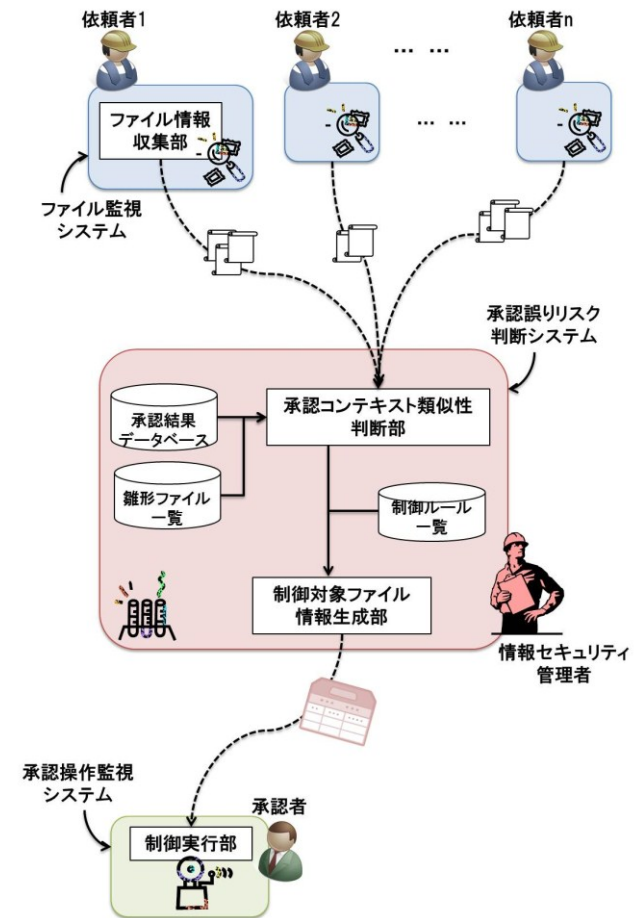 依頼者1
依頼者2
… …
依頼者n
ファイル情報
収集部
… …
ファイル監視
システム
承認誤りリスク
判断システム
承認結果
データベース
承認コンテキスト類似性
判断部
雛形ファイル
一覧
制御ルール
一覧
制御対象ファイル
情報生成部
情報セキュリティ
管理者
承認操作監視
システム
承認者
制御実行部